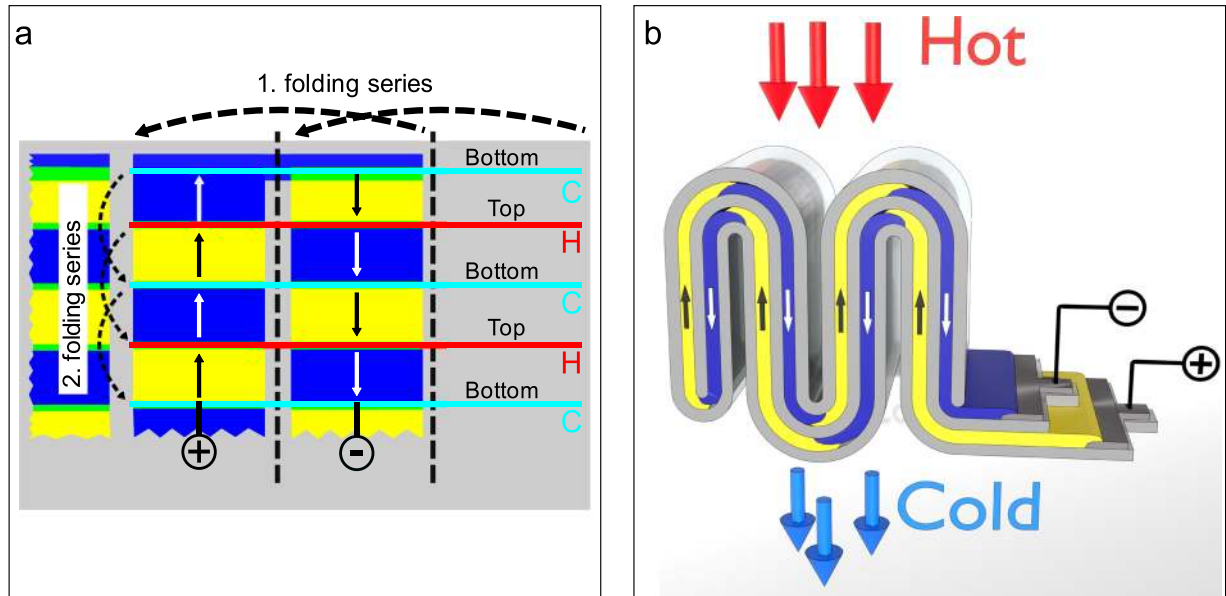 a
1. folding series
2. folding series
Bottom
C
Top
H
Bottom
C
Top
H
Bottom
C
+
-
b
Hot
−
+
Cold